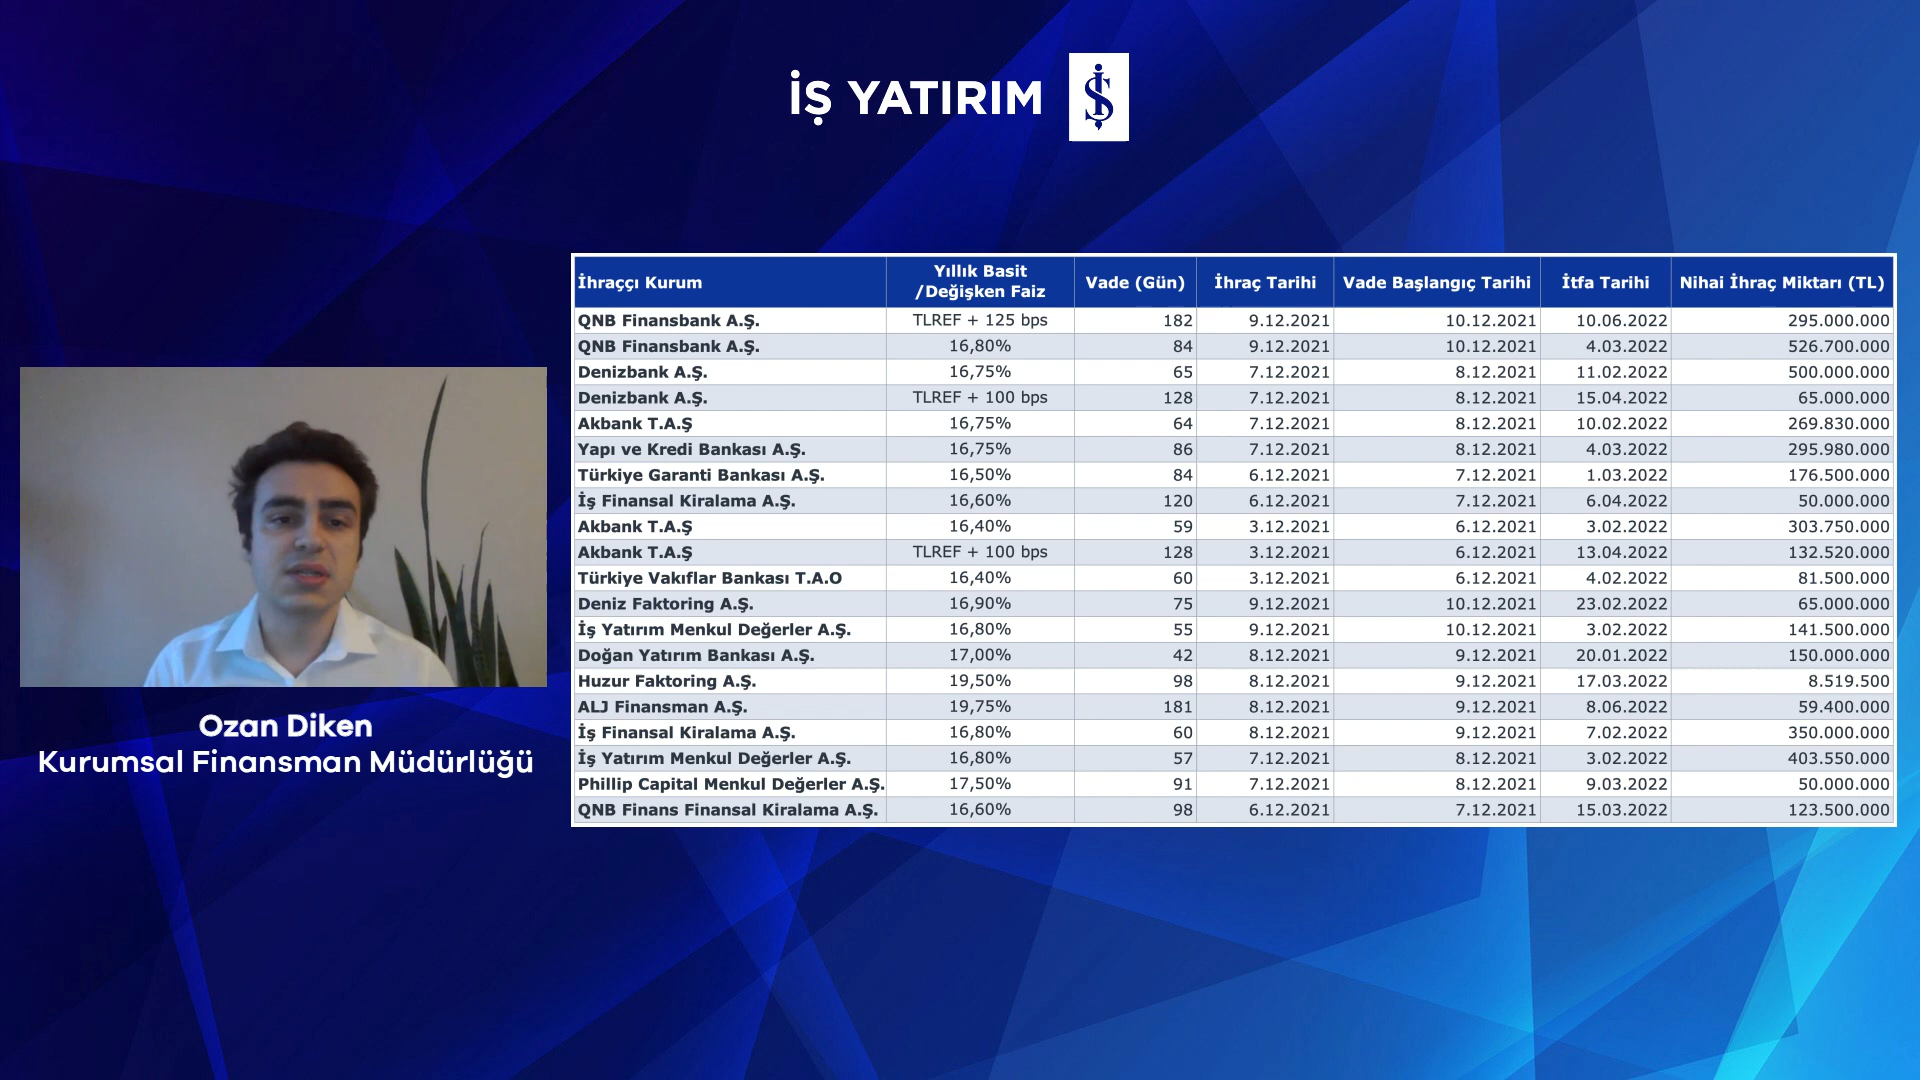 İŞ YATIRIM
İhraççı Kurum Yıllık Basit /Değişken Faiz Vade (Gün) İhraç Tarihi Vade Başlangıç Tarihi İtfa Tarihi Nihai İhraç Miktarı (TL)
QNB Finansbank A.Ş. TLREF + 125 bps 182 9.12.2021 10.12.2021 10.06.2022 295.000.000
QNB Finansbank A.Ş. 16,80% 84 9.12.2021 10.12.2021 4.03.2022 526.700.000
Denizbank A.Ş. 16,75% 65 7.12.2021 8.12.2021 11.02.2022 500.000.000
Denizbank A.Ş. TLREF + 100 bps 128 7.12.2021 8.12.2021 15.04.2022 65.000.000
Akbank T.A.Ş 16,75% 64 7.12.2021 8.12.2021 10.02.2022 269.830.000
Yapı ve Kredi Bankası A.Ş. 16,75% 86 7.12.2021 8.12.2021 4.03.2022 295.980.000
Türkiye Garanti Bankası A.Ş. 16,50% 84 6.12.2021 7.12.2021 1.03.2022 176.500.000
İş Finansal Kiralama A.Ş. 16,60% 120 6.12.2021 7.12.2021 6.04.2022 50.000.000
Akbank T.A.Ş 16,40% 59 3.12.2021 6.12.2021 3.02.2022 303.750.000
Akbank T.A.Ş TLREF + 100 bps 128 3.12.2021 6.12.2021 13.04.2022 132.520.000
Türkiye Vakıflar Bankası T.A.O 16,40% 60 3.12.2021 6.12.2021 4.02.2022 81.500.000
Deniz Faktoring A.Ş. 16,90% 75 9.12.2021 10.12.2021 23.02.2022 65.000.000
İş Yatırım Menkul Değerler A.Ş. 16,80% 55 9.12.2021 10.12.2021 3.02.2022 141.500.000
Doğan Yatırım Bankası A.Ş. 17,00% 42 8.12.2021 9.12.2021 20.01.2022 150.000.000
Huzur Faktoring A.Ş. 19,50% 98 8.12.2021 9.12.2021 17.03.2022 8.519.500
ALJ Finansman A.Ş. 19,75% 181 8.12.2021 9.12.2021 8.06.2022 59.400.000
İş Finansal Kiralama A.Ş. 16,80% 60 8.12.2021 9.12.2021 7.02.2022 350.000.000
İş Yatırım Menkul Değerler A.Ş. 16,80% 57 7.12.2021 8.12.2021 3.02.2022 403.550.000
Phillip Capital Menkul Değerler A.Ş. 17,50% 91 7.12.2021 8.12.2021 9.03.2022 50.000.000
QNB Finans Finansal Kiralama A.Ş. 16,60% 98 6.12.2021 7.12.2021 15.03.2022 123.500.000
Ozan Diken
Kurumsal Finansman Müdürlüğü